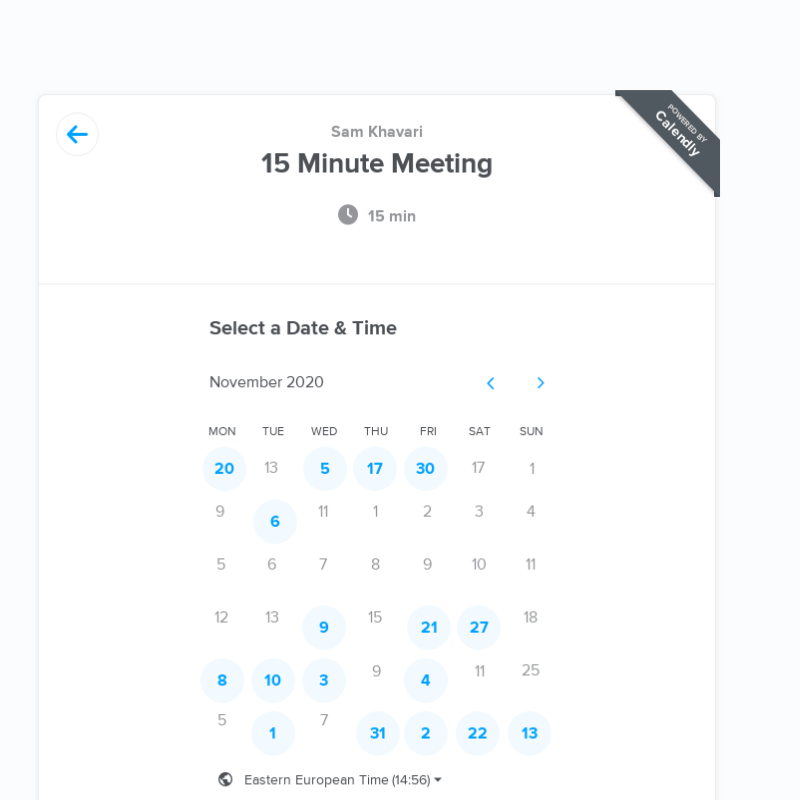 POWERED BY
Calendly
Sam Khavari
15 Minute Meeting
15 min
Select a Date & Time
November 2020
MON TUE WED THU FRI SAT SUN
20 13 5 17 30 17 1
9 6 11 1 2 3 4
5 6 7 8 9 10 11
12 13 9 15 21 27 18
8 10 3 9 4 11 25
5 1 7 31 2 22 13
Eastern European Time (14:56)